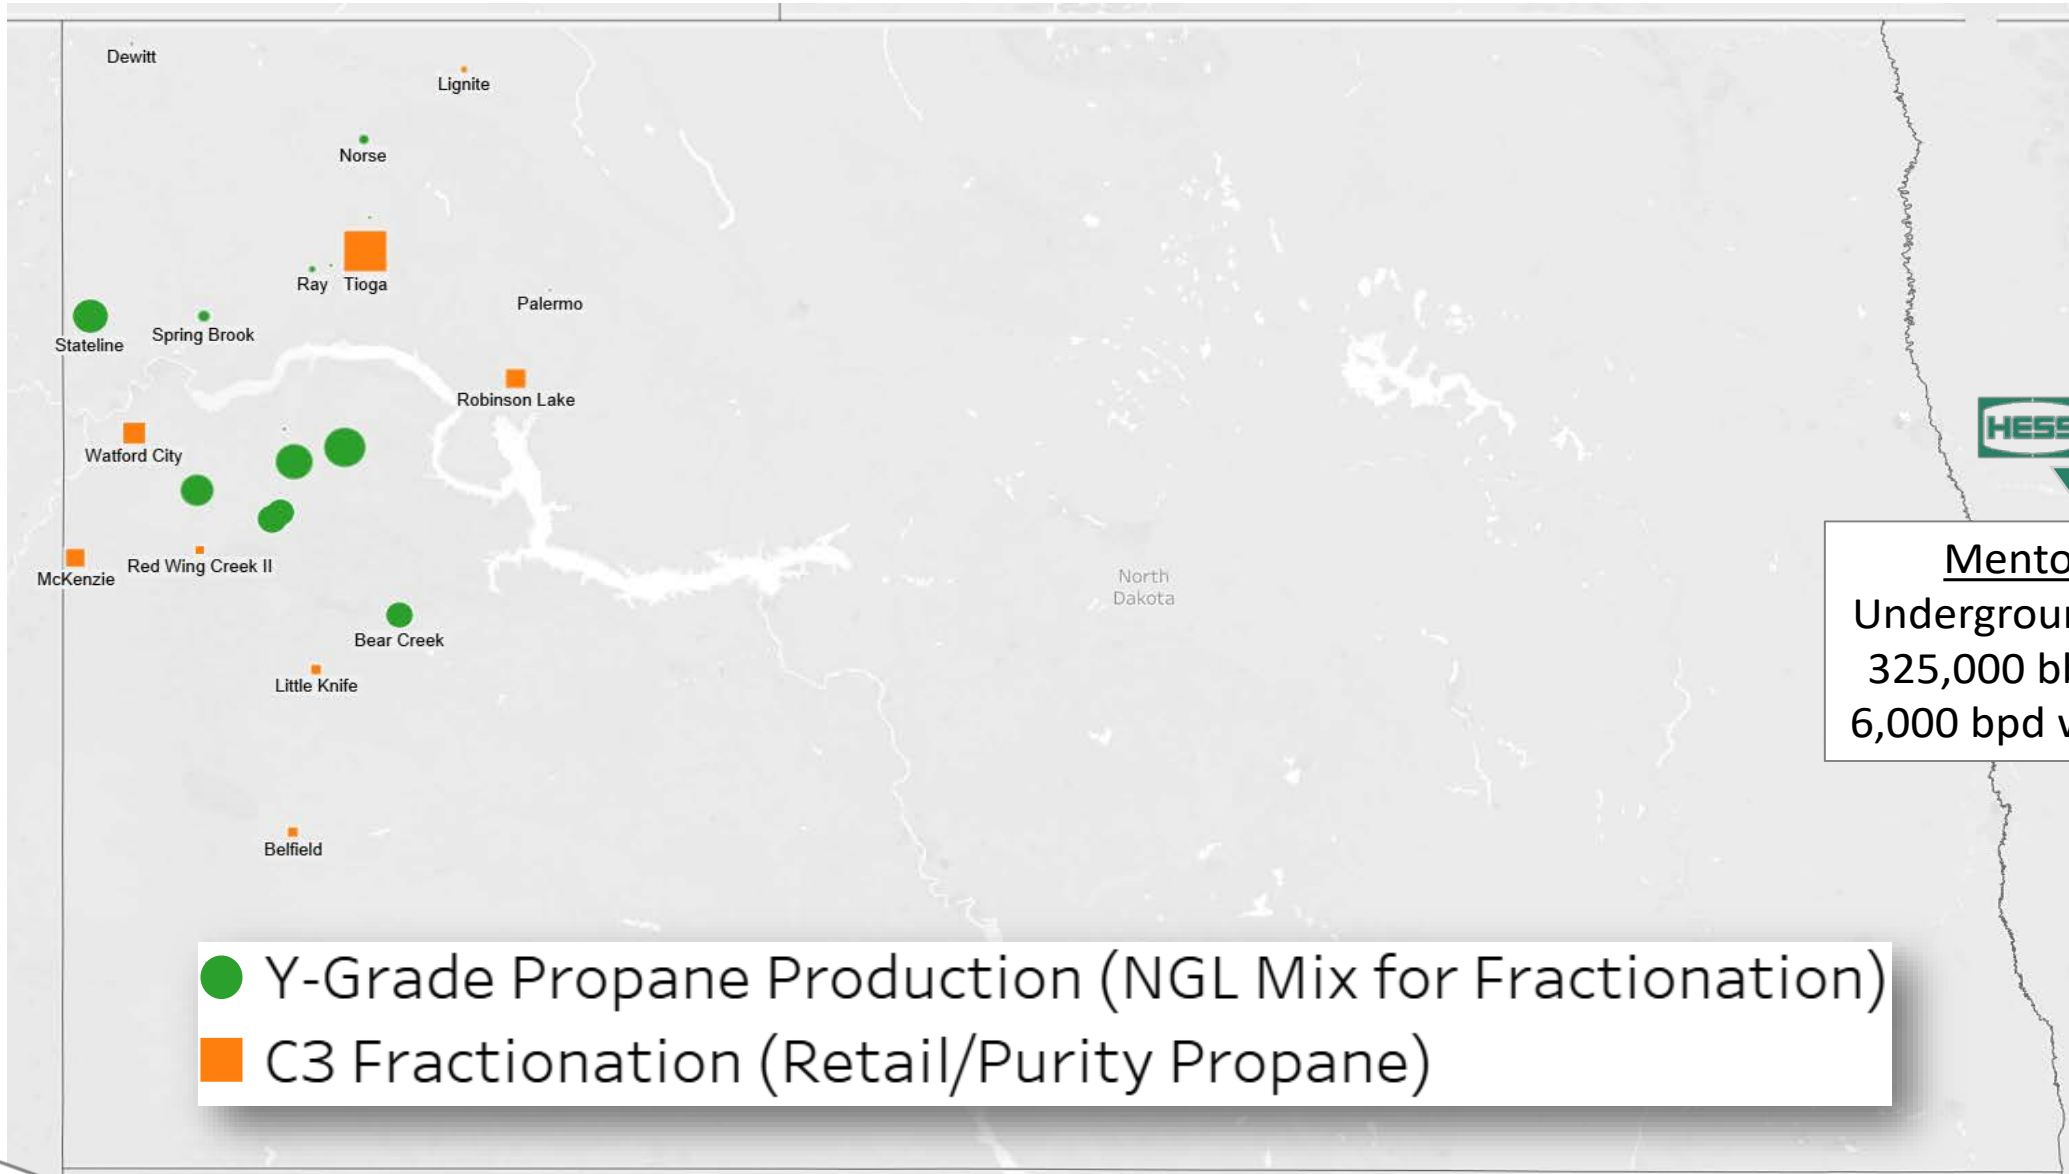 Dewitt
Lignite
Norse
Ray
Tioga
Palermo
Stateline
Spring Brook
Robinson Lake
Watford City
McKenzie
Red Wing Creek II
North
Dakota
Bear Creek
Little Knife
Belfield
HESS
Mento
Undergrou
325,000 b
6,000 bpd
Y-Grade Propane Production (NGL Mix for Fractionation)
C3 Fractionation (Retail/Purity Propane)